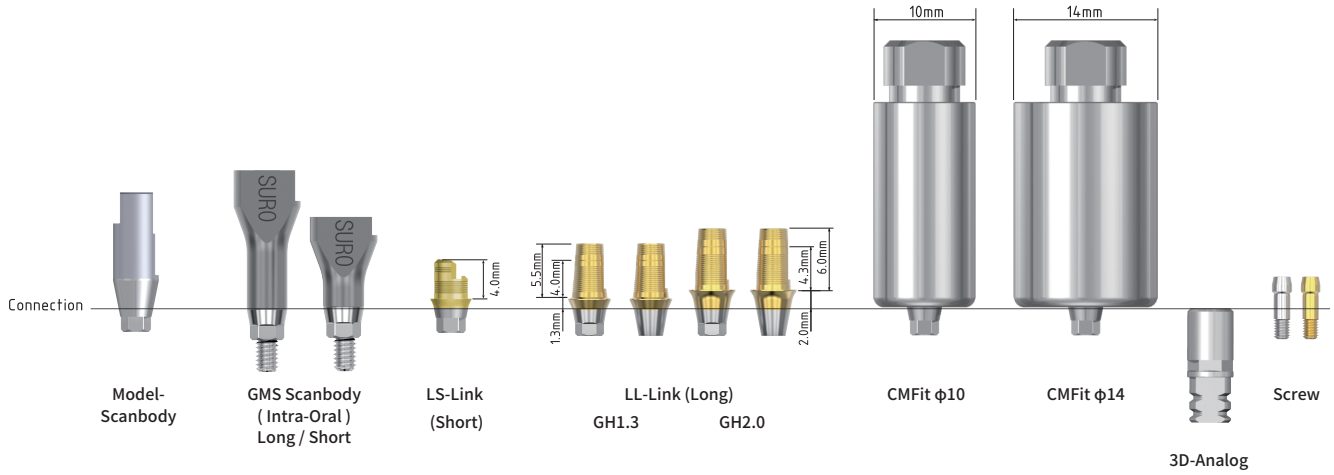 10mm
14mm
SURO
SURO
4.0mm
5.5mm
4.0mm
1.3mm
4.3mm
6.0mm
2.0mm
Connection
Model-
Scanbody
GMS Scanbody
( Intra-Oral )
Long / Short
LS-Link
(Short)
LL-Link (Long)
GH1.3
GH2.0
CMFit φ10
CMFit φ14
3D-Analog
Screw